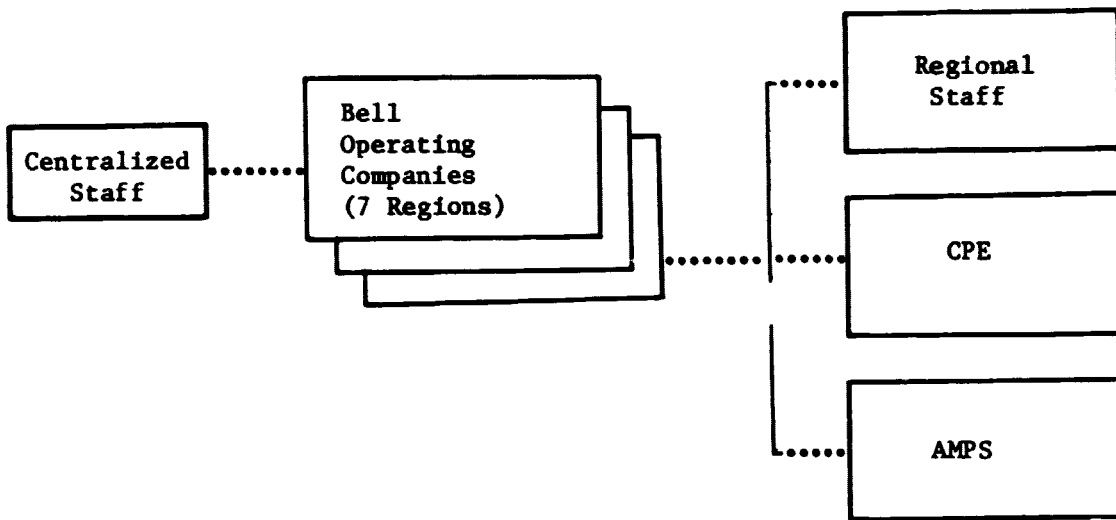 Centralized
Staff
Bell
Operating
Companies
(7 Regions)
Regional
Staff
CPE
AMPS